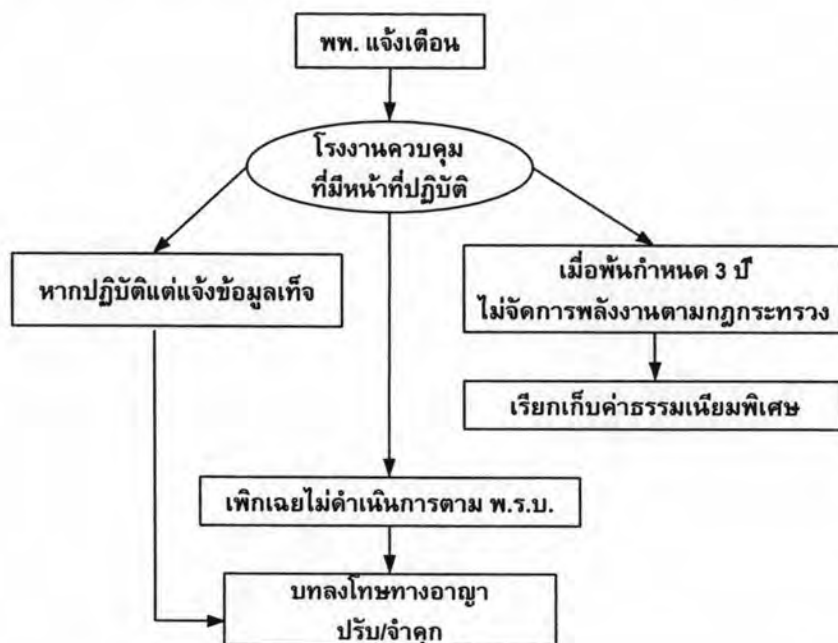 พพ. แจ้งเตือน
โรงงานควบคุม
ที่มีหน้าที่ปฏิบัติ
หากปฏิบัติแต่แจ้งข้อมูลเท็จ
เมื่อพ้นกำหนด 3 ปี
ไม่จัดการพลังงานตามกฎกระทรวง
เรียกเก็บค่าธรรมเนียมพิเศษ
เพิกเฉยไม่ดำเนินการตาม พ.ร.บ.
บทลงโทษทางอาญา
ปรับ/จำคุก